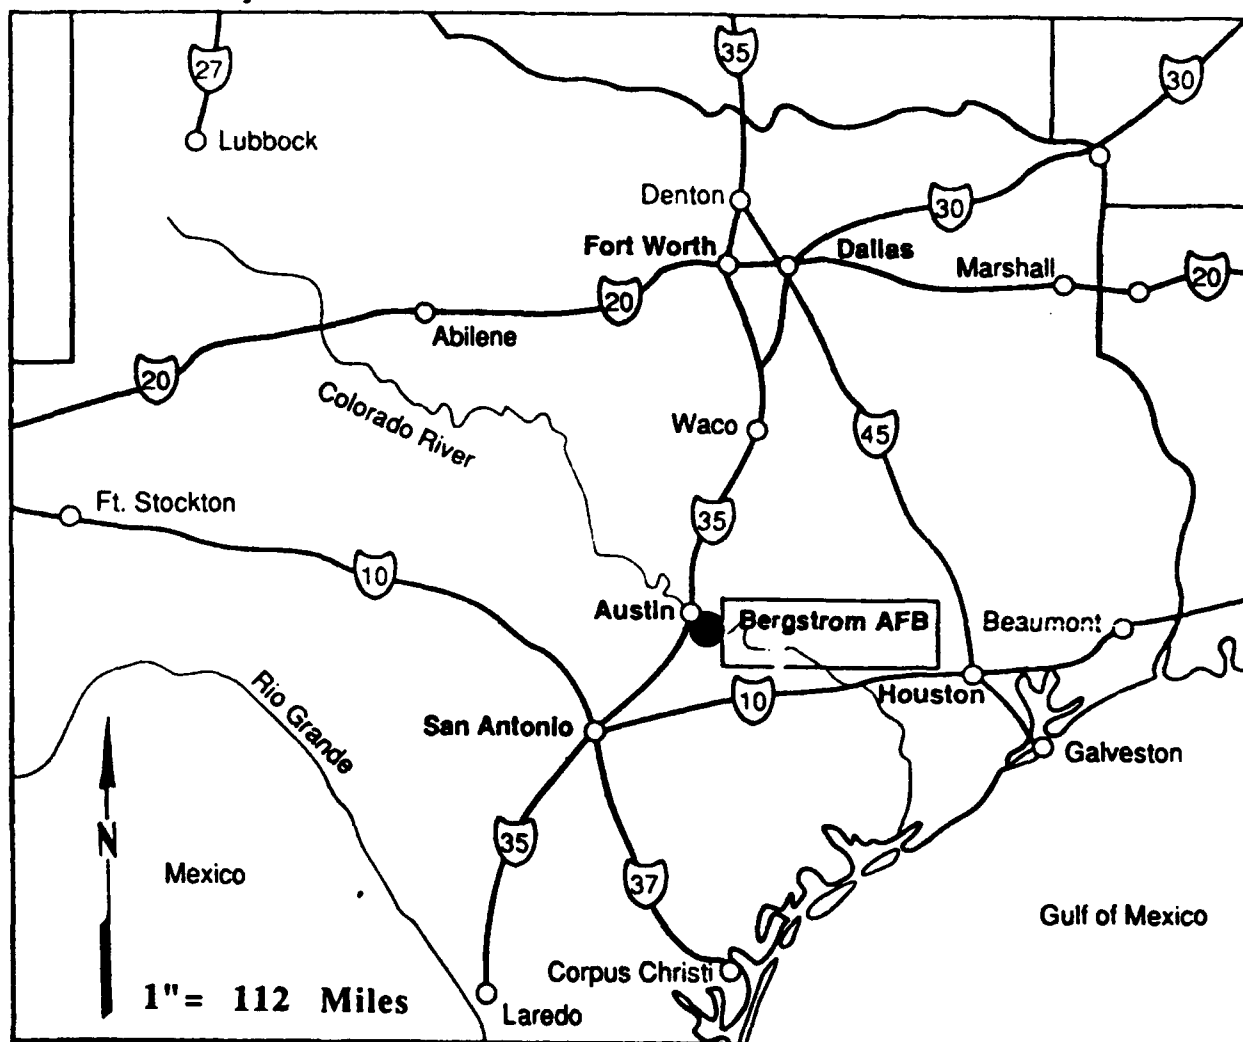 35
27
30
Lubbock
Denton
30
Fort Worth
Dallas
Marshall
20
20
Abilene
20
Colorado River
Waco
45
Ft. Stockton
35
10
Austin
Bergstrom AFB
Beaumont
Rio Grande
10
Houston
San Antonio
Galveston
N
35
Mexico
37
Gulf of Mexico
Corpus Christi
1"= 112 Miles
Laredo